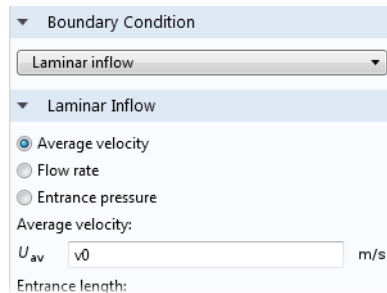 Boundary Condition
Laminar inflow
Laminar Inflow
Average velocity
Flow rate
Entrance pressure
Average velocity:
Uav v0 m/s
Entrance length: